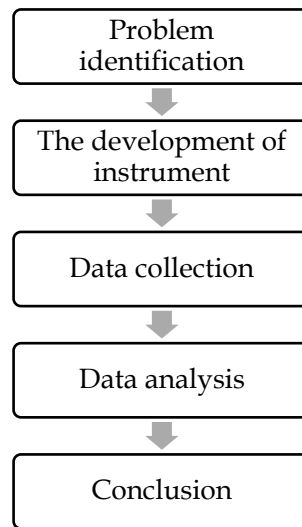 Problem
identification
The development of
instrument
Data collection
Data analysis
Conclusion